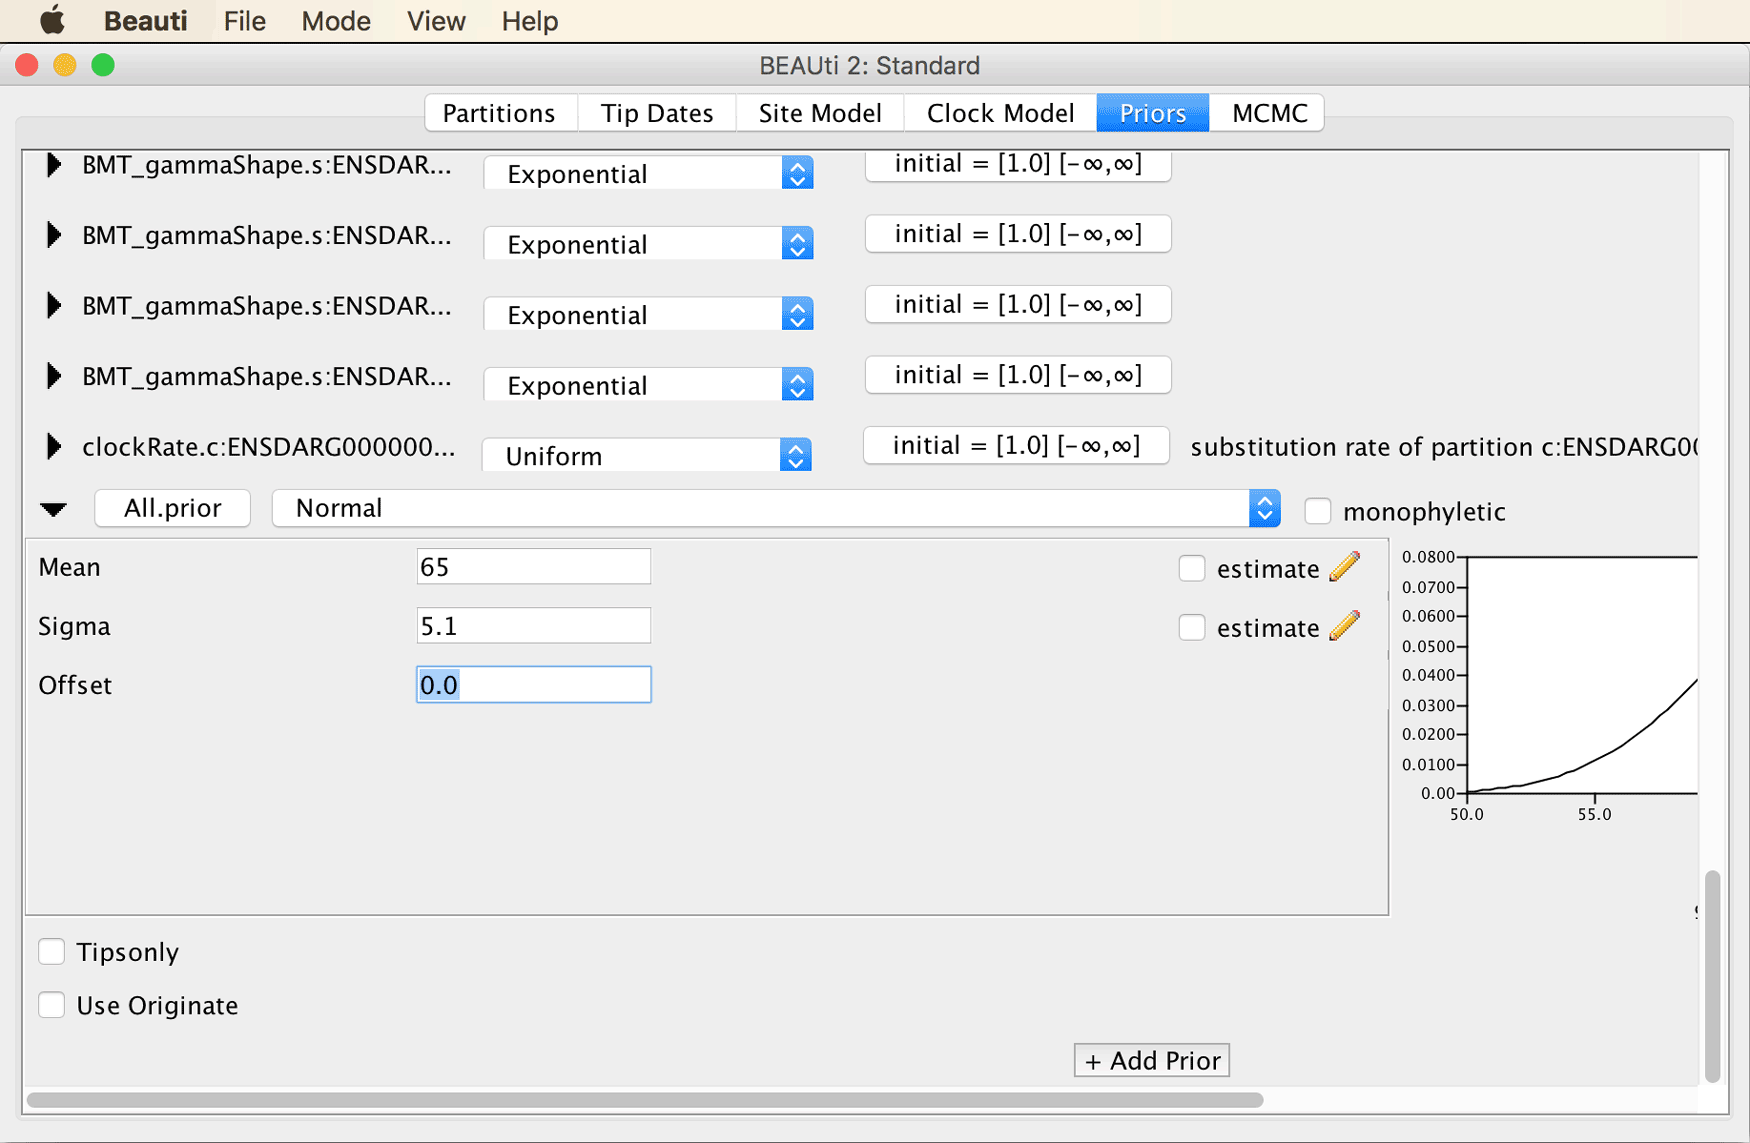 Beauti File Mode View Help
BEAUti 2: Standard
Partitions Tip Dates Site Model Clock Model Priors MCMC
BMT_gammaShape.s:ENSDAR... Exponential initial = [1.0] [-∞,∞]
BMT_gammaShape.s:ENSDAR... Exponential initial = [1.0] [-∞,∞]
BMT_gammaShape.s:ENSDAR... Exponential initial = [1.0] [-∞,∞]
BMT_gammaShape.s:ENSDAR... Exponential initial = [1.0] [-∞,∞]
clockRate.c:ENSDARG000000... Uniform initial = [1.0] [-∞,∞] substitution rate of partition c:ENSDARG0
All.prior Normal monophyletic
Mean 65 estimate
Sigma 5.1 estimate
Offset 0.0
0.0800
0.0700
0.0600
0.0500
0.0400
0.0300
0.0200
0.0100
0.00
50.0 55.0
Tipsonly
Use Originate
+ Add Prior